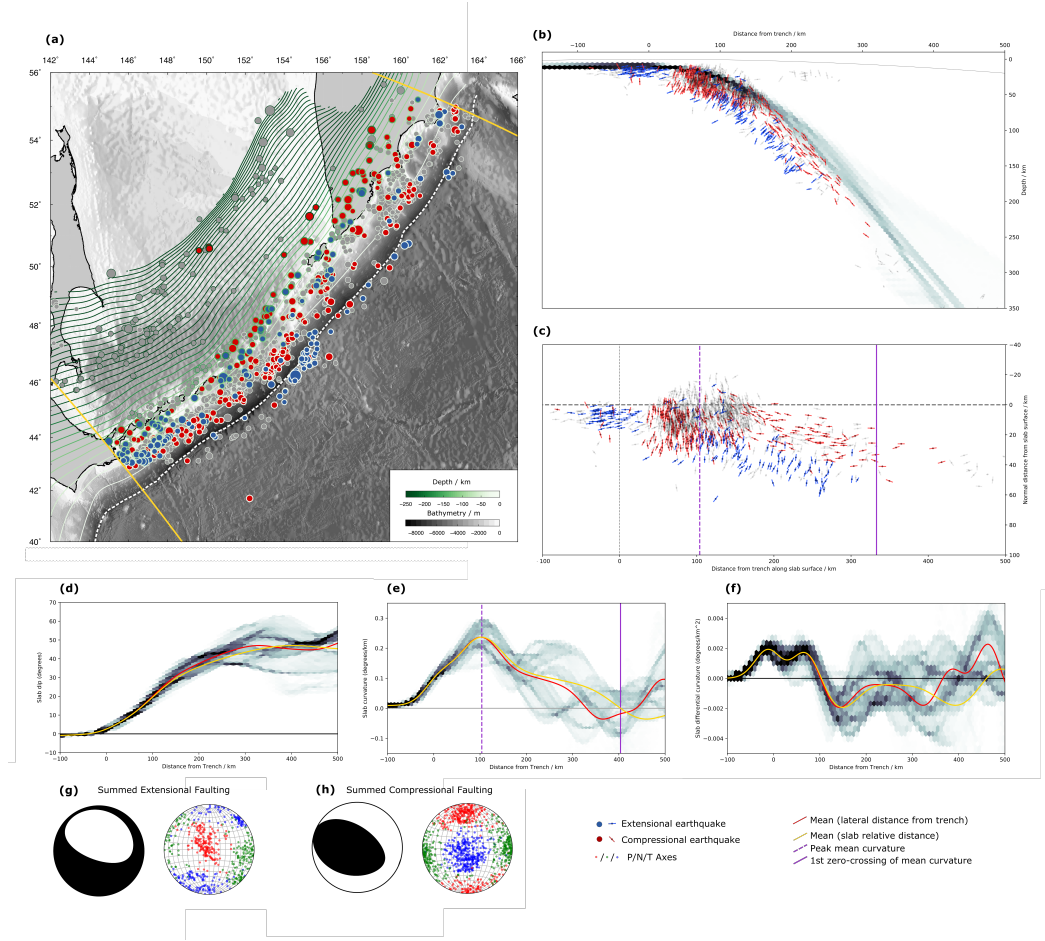 (a)
142˚ 144˚ 146˚ 148˚ 150˚ 152˚ 154˚ 156˚ 158˚ 160˚ 162˚ 164˚ 166˚
56˚
54˚
52˚
50˚
48˚
46˚
44˚
42˚
40˚
Depth / km
−250 −200 −150 −100 −50 0
Bathymetry / m
−8000 −6000 −4000 −2000 0
(b)
Distance from trench / km
−100 0 100 200 300 400 500
0
50
100
150
200
250
300
350
Depth / km
(c)
−40
−20
0
20
40
60
80
100
Normal distance from slab surface / km
100 0 100 200 300 400 500
Distance from trench along slab surface / km
(d)
70
60
50
40
30
20
10
0
−10
Slab dip (degrees)
−100 0 100 200 300 400 500
Distance from Trench / km
(e)
0.3
0.2
0.1
0.0
−0.1
Slab curvature (degrees/km)
−100 0 100 200 300 400 500
Distance from Trench / km
(f)
0.004
0.002
0.000
−0.002
−0.004
Slab differential curvature (degrees/km^2)
−100 0 100 200 300 400 500
Distance from Trench / km
(g) Summed Extensional Faulting
(h) Summed Compressional Faulting
Extensional earthquake
Compressional earthquake
/ / P/N/T Axes
Mean (lateral distance from trench)
Mean (slab relative distance)
Peak mean curvature
1st zero-crossing of mean curvature